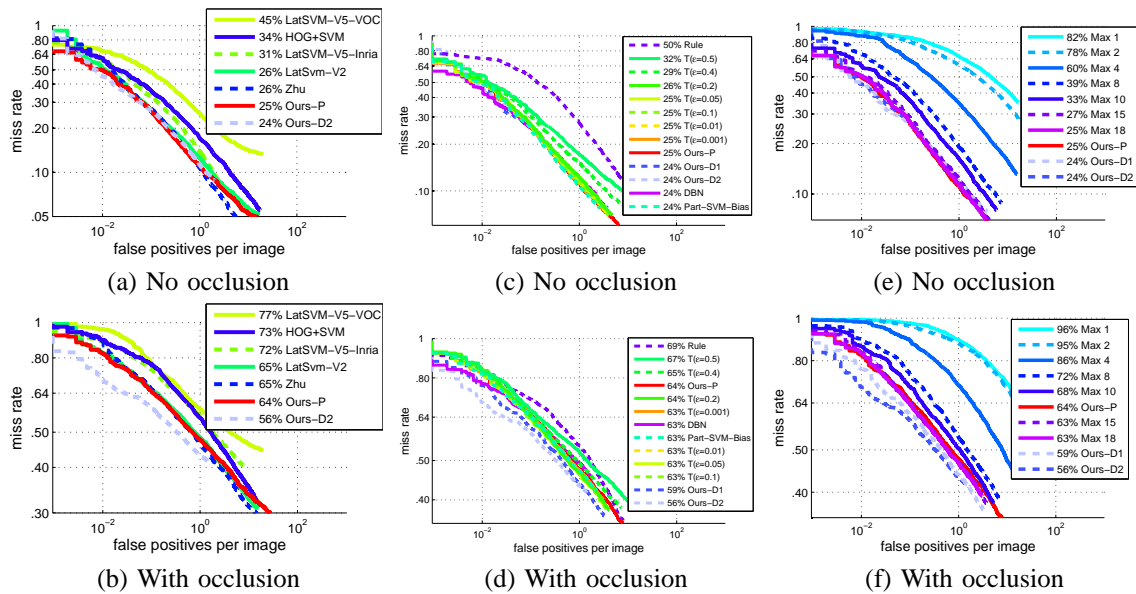 45% LatSVM-V5-VOC
34% HOG+SVM
31% LatSVM-V5-Inria
26% LatSvm-V2
26% Zhu
25% Ours-P
24% Ours-D2
1
.80
.64
.50
.40
.30
.20
.10
.05
miss rate
10^-2
10^0
10^2
false positives per image
(a) No occlusion
50% Rule
32% T(ε=0.5)
29% T(ε=0.4)
26% T(ε=0.2)
25% T(ε=0.05)
25% T(ε=0.1)
25% T(ε=0.01)
25% T(ε=0.001)
25% Ours-P
24% Ours-D1
24% Ours-D2
24% DBN
24% Part-SVM-Bias
1
.80
.64
.50
.40
.30
.20
.10
miss rate
10^-2
10^0
10^2
false positives per image
(c) No occlusion
82% Max 1
78% Max 2
60% Max 4
39% Max 8
33% Max 10
27% Max 15
25% Max 18
25% Ours-P
24% Ours-D1
24% Ours-D2
1
.80
.64
.50
.40
.30
.20
.10
miss rate
10^-2
10^0
10^2
false positives per image
(e) No occlusion
77% LatSVM-V5-VOC
73% HOG+SVM
72% LatSVM-V5-Inria
65% LatSvm-V2
65% Zhu
64% Ours-P
56% Ours-D2
1
.80
.64
.50
.40
.30
miss rate
10^-2
10^0
10^2
false positives per image
(b) With occlusion
69% Rule
67% T(ε=0.5)
65% T(ε=0.4)
64% Ours-P
64% T(ε=0.2)
63% T(ε=0.001)
63% DBN
63% Part-SVM-Bias
63% T(ε=0.01)
63% T(ε=0.05)
63% T(ε=0.1)
59% Ours-D1
56% Ours-D2
1
.80
.64
.50
.40
miss rate
10^-2
10^0
10^2
false positives per image
(d) With occlusion
96% Max 1
95% Max 2
86% Max 4
72% Max 8
68% Max 10
64% Ours-P
63% Max 15
63% Max 18
59% Ours-D1
56% Ours-D2
1
.80
.64
.50
.40
miss rate
10^-2
10^0
10^2
false positives per image
(f) With occlusion